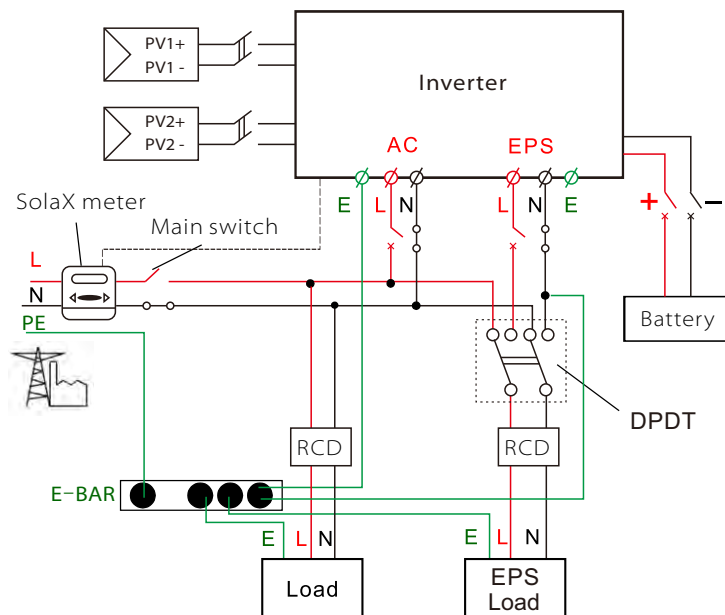 PV1+
PV1 -
PV2+
PV2 -
Inverter
AC
EPS
E
L
N
L
N
E
+
−
SolaX meter
Main switch
L
N
PE
Battery
DPDT
RCD
RCD
E-BAR
E
L
N
E
L
N
Load
EPS
Load